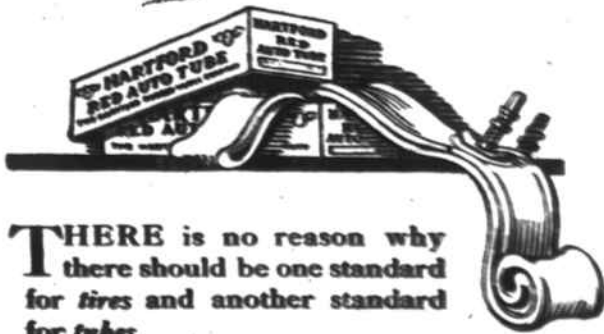 HARTFORD
RED AUTO TUBE
HARTFORD
RED
AUTO TUBE
RED AUT
AUTO
THERE is no reason why
there should be one standard
for tires and another standard
for tubes